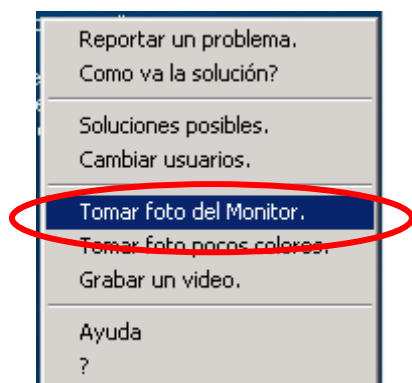 Reportar un problema.
Como va la solución?
Soluciones posibles.
Cambiar usuarios.
Tomar foto del Monitor.
Tomar foto pocos colores.
Grabar un video.
Ayuda
?